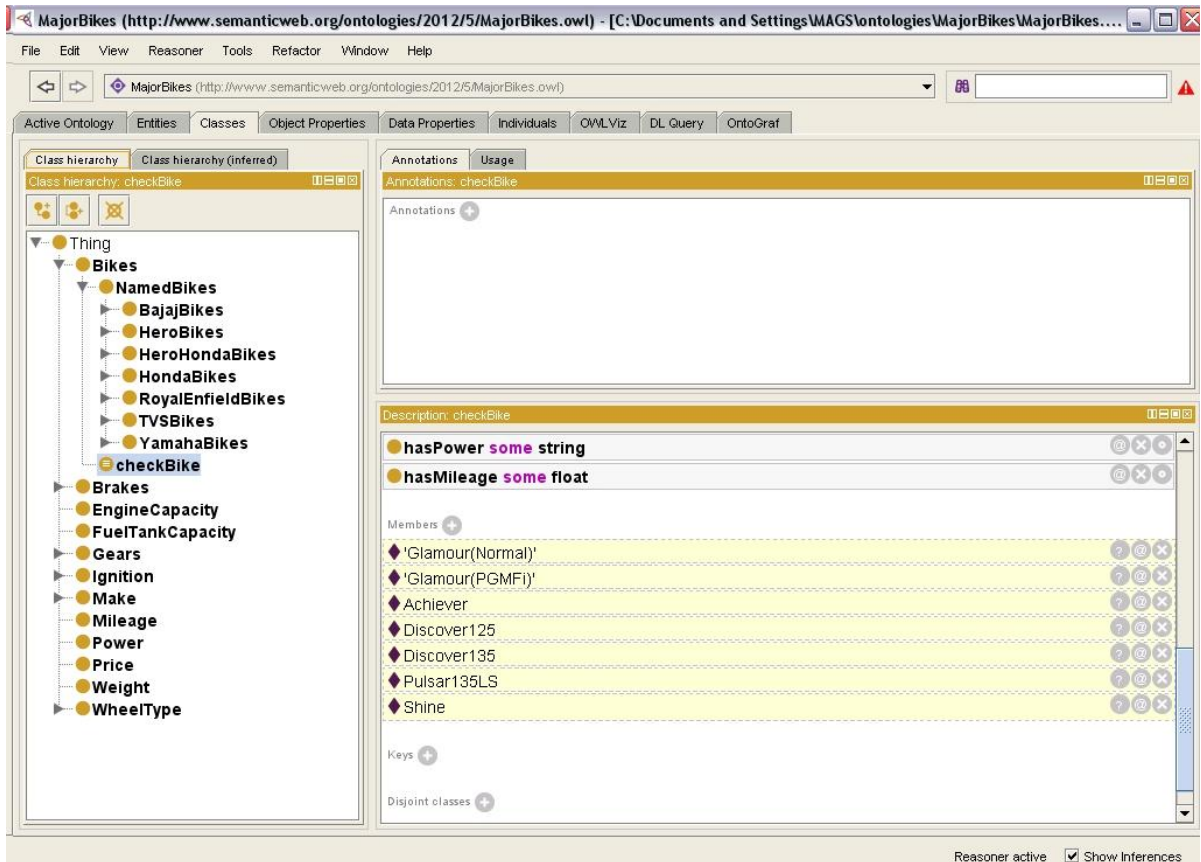 MajorBikes (http://www.semanticweb.org/ontologies/2012/5/MajorBikes.owl) - [C:\Documents and Settings\MAGS\ontologies\MajorBikes\MajorBikes....
File Edit View Reasoner Tools Refactor Window Help
MajorBikes (http://www.semanticweb.org/ontologies/2012/5/MajorBikes.owl)
Active Ontology Entities Classes Object Properties Data Properties Individuals OWLViz DL Query OntoGraf
Class hierarchy Class hierarchy (inferred)
Class hierarchy: checkBike
Thing
Bikes
NamedBikes
BajajBikes
HeroBikes
HeroHondaBikes
HondaBikes
RoyalEnfieldBikes
TVSBikes
YamahaBikes
checkBike
Brakes
EngineCapacity
FuelTankCapacity
Gears
Ignition
Make
Mileage
Power
Price
Weight
WheelType
Annotations Usage
Annotations: checkBike
Annotations
Description: checkBike
hasPower some string
hasMileage some float
Members
'Glamour(Normal)'
'Glamour(PGMFi)'
Achiever
Discover125
Discover135
Pulsar135LS
Shine
Keys
Disjoint classes
Reasoner active Show Inferences